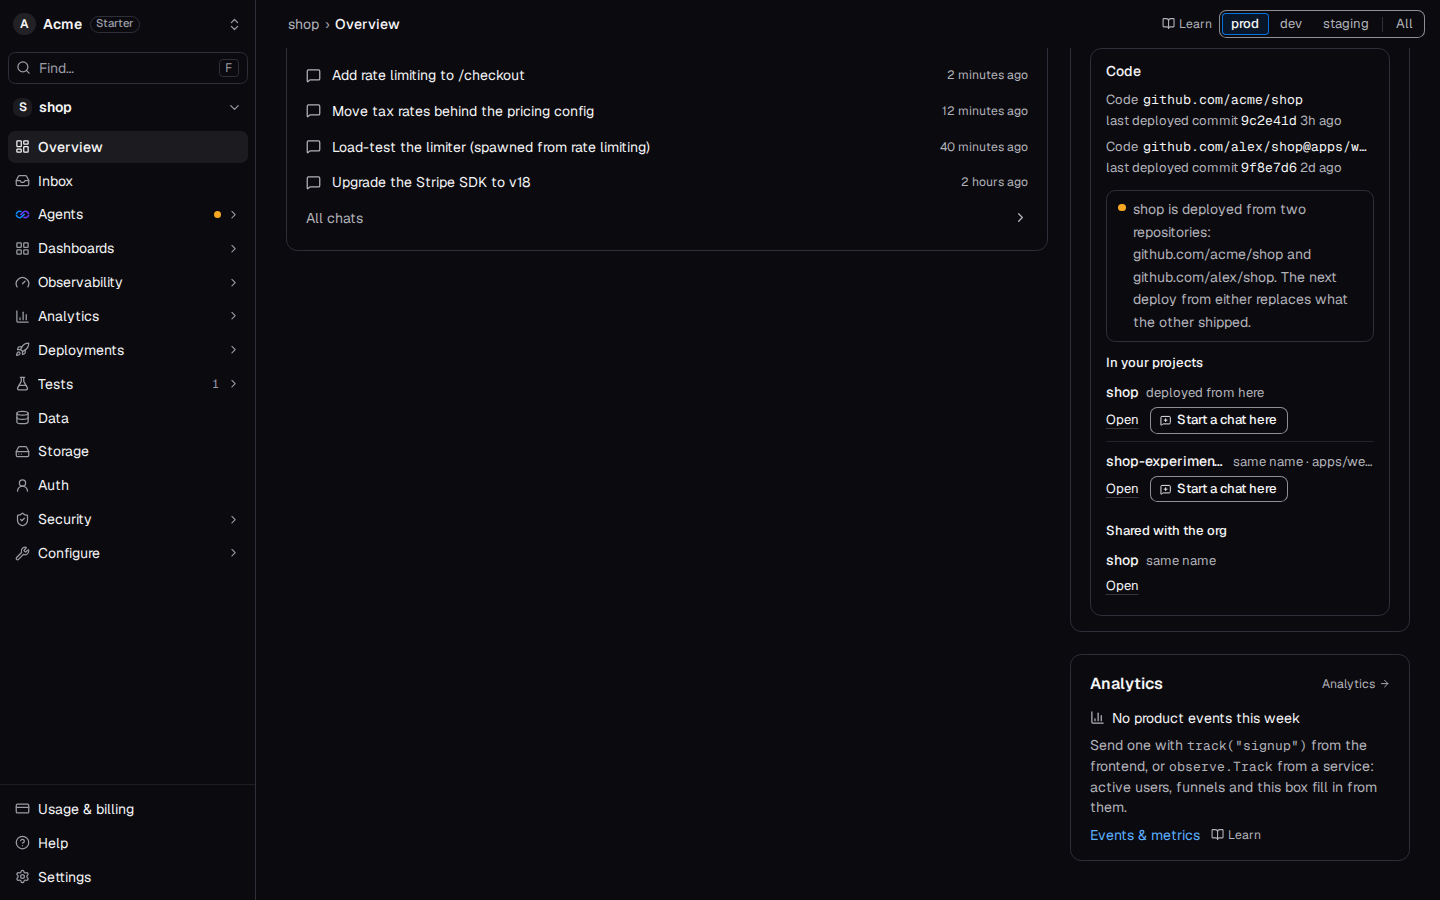 A Acme Starter
Find... F
S shop
Overview
Inbox
Agents
Dashboards
Observability
Analytics
Deployments
Tests 1
Data
Storage
Auth
Security
Configure
Usage & billing
Help
Settings
shop › Overview
Learn prod dev staging All
Add rate limiting to /checkout 2 minutes ago
Move tax rates behind the pricing config 12 minutes ago
Load-test the limiter (spawned from rate limiting) 40 minutes ago
Upgrade the Stripe SDK to v18 2 hours ago
All chats
Code
Code github.com/acme/shop
last deployed commit 9c2e41d 3h ago
Code github.com/alex/shop@apps/w…
last deployed commit 9f8e7d6 2d ago
shop is deployed from two
repositories:
github.com/acme/shop and
github.com/alex/shop. The next
deploy from either replaces what
the other shipped.
In your projects
shop deployed from here
Open Start a chat here
shop-experimen… same name · apps/we…
Open Start a chat here
Shared with the org
shop same name
Open
Analytics Analytics →
No product events this week
Send one with track("signup") from the
frontend, or observe.Track from a service:
active users, funnels and this box fill in from
them.
Events & metrics Learn